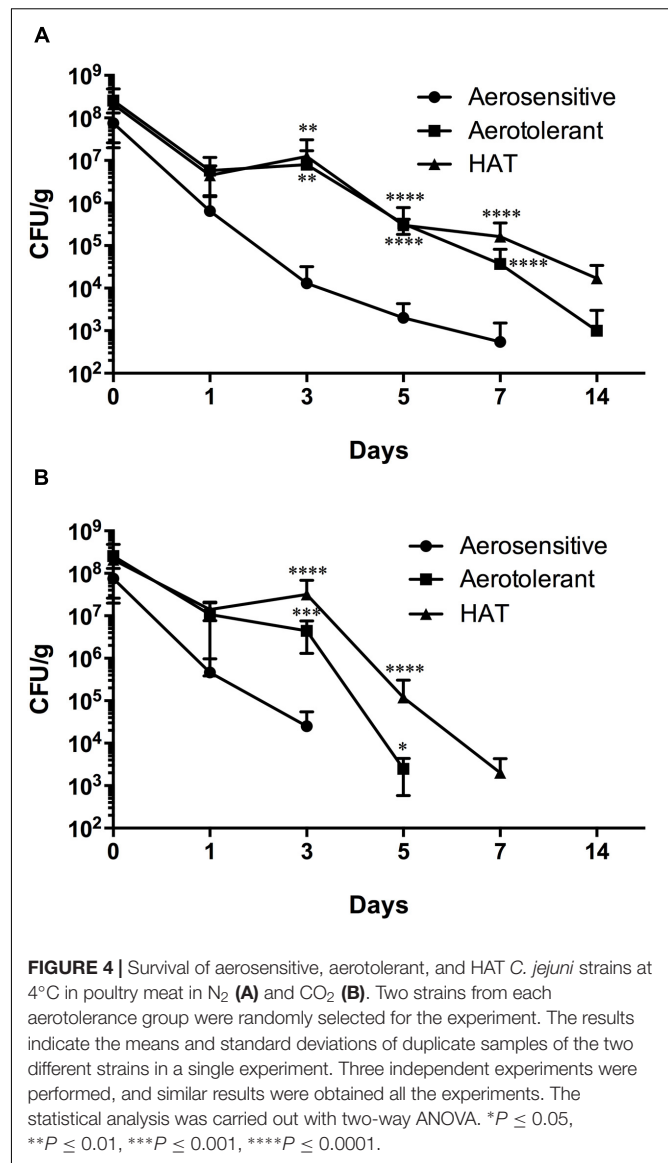 A
10⁹
10⁸
10⁷
10⁶
10⁵
10⁴
10³
10²
CFU/g
Aerosensitive
Aerotolerant
HAT
**
**
****
****
****
****
0 1 3 5 7 14
Days
B
10⁹
10⁸
10⁷
10⁶
10⁵
10⁴
10³
10²
CFU/g
Aerosensitive
Aerotolerant
HAT
****
***
****
*
0 1 3 5 7 14
Days
FIGURE 4 | Survival of aerosensitive, aerotolerant, and HAT C. jejuni strains at
4°C in poultry meat in N₂ (A) and CO₂ (B). Two strains from each
aerotolerance group were randomly selected for the experiment. The results
indicate the means and standard deviations of duplicate samples of the two
different strains in a single experiment. Three independent experiments were
performed, and similar results were obtained all the experiments. The
statistical analysis was carried out with two-way ANOVA. *P ≤ 0.05,
**P ≤ 0.01, ***P ≤ 0.001, ****P ≤ 0.0001.